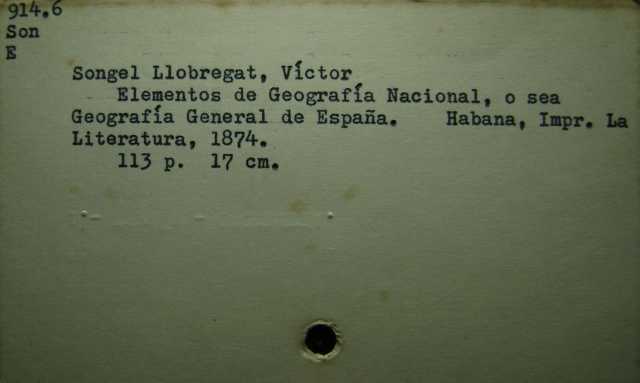 914.6
Son
E
Songel Llobregat, Víctor
Elementos de Geografía Nacional, o sea
Geografía General de España. Habana, Impr. La
Literatura, 1874.
113 p. 17 cm.